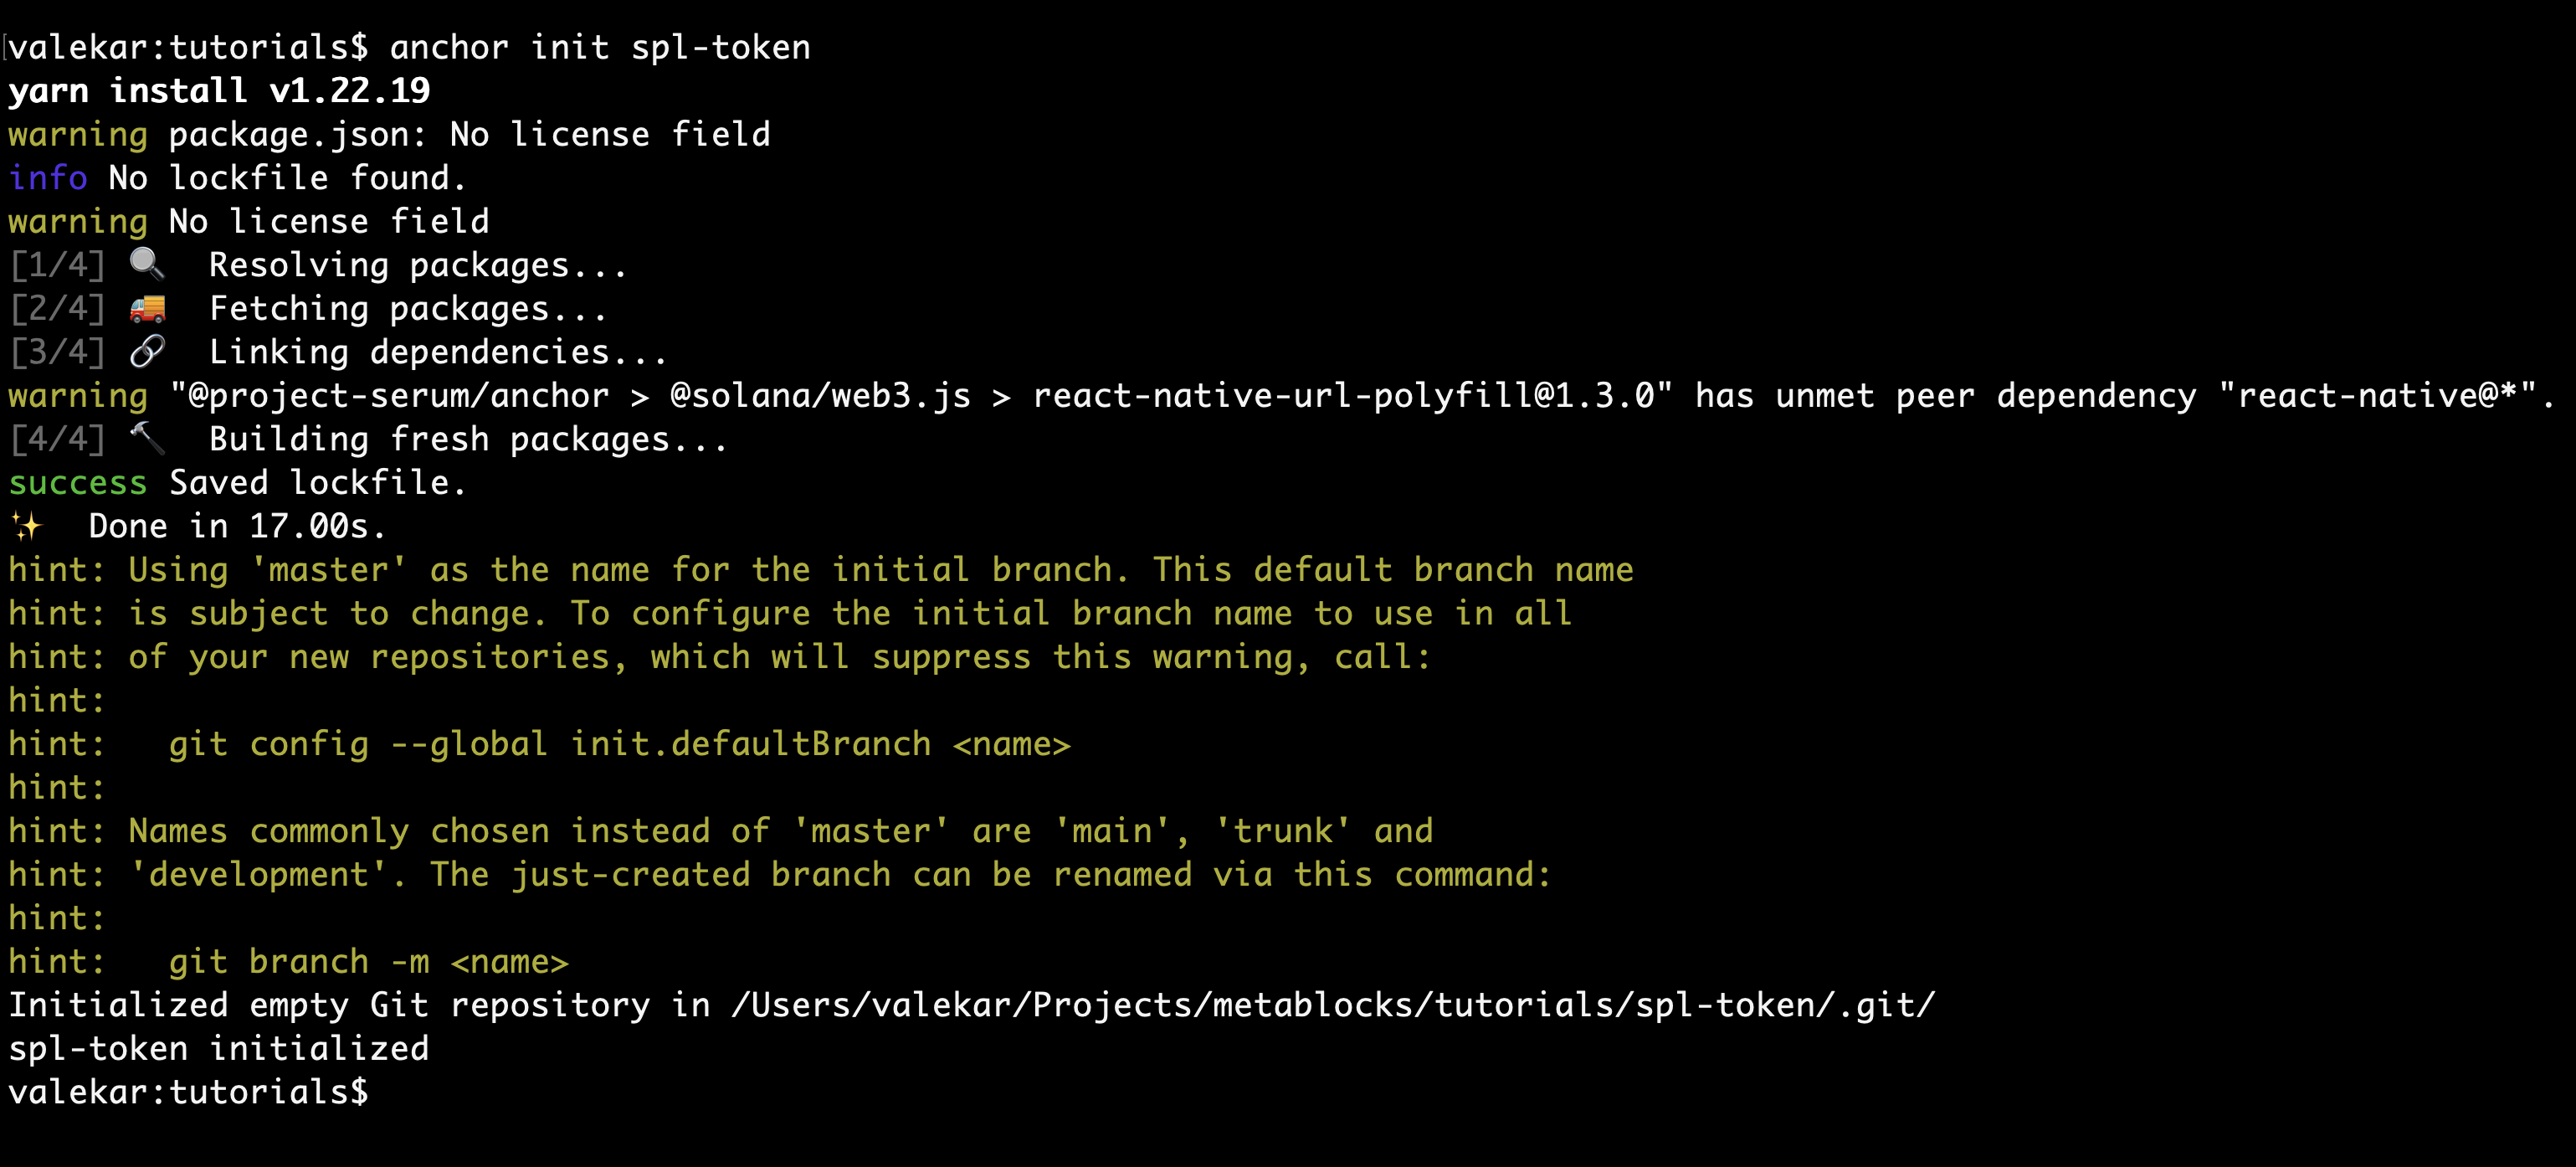 valekar:tutorials$ anchor init spl-token
yarn install v1.22.19
warning package.json: No license field
info No lockfile found.
warning No license field
[1/4] 🔍  Resolving packages...
[2/4] 🚚  Fetching packages...
[3/4] 🔗  Linking dependencies...
warning "@project-serum/anchor > @solana/web3.js > react-native-url-polyfill@1.3.0" has unmet peer dependency "react-native@*".
[4/4] 🔨  Building fresh packages...
success Saved lockfile.
✨  Done in 17.00s.
hint: Using 'master' as the name for the initial branch. This default branch name
hint: is subject to change. To configure the initial branch name to use in all
hint: of your new repositories, which will suppress this warning, call:
hint:
hint:   git config --global init.defaultBranch <name>
hint:
hint: Names commonly chosen instead of 'master' are 'main', 'trunk' and
hint: 'development'. The just-created branch can be renamed via this command:
hint:
hint:   git branch -m <name>
Initialized empty Git repository in /Users/valekar/Projects/metablocks/tutorials/spl-token/.git/
spl-token initialized
valekar:tutorials$